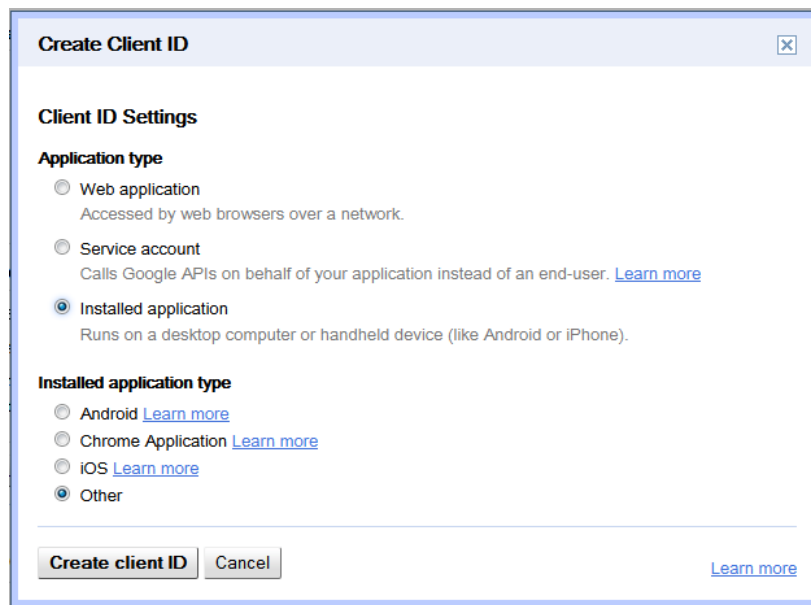 Create Client ID
Client ID Settings
Application type
Web application
Accessed by web browsers over a network.
Service account
Calls Google APIs on behalf of your application instead of an end-user. Learn more
Installed application
Runs on a desktop computer or handheld device (like Android or iPhone).
Installed application type
Android Learn more
Chrome Application Learn more
iOS Learn more
Other
Create client ID Cancel Learn more